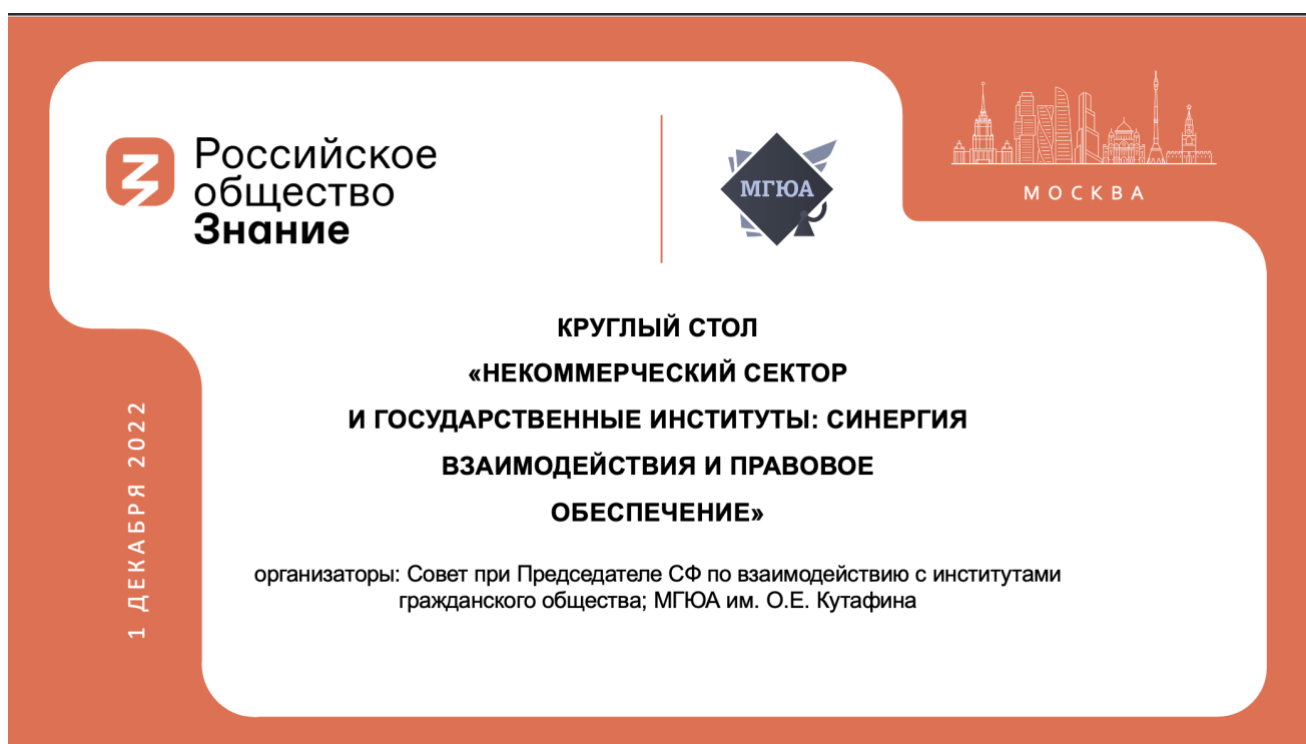 Российское
общество
Знание
МГЮА
МОСКВА
КРУГЛЫЙ СТОЛ
«НЕКОММЕРЧЕСКИЙ СЕКТОР
И ГОСУДАРСТВЕННЫЕ ИНСТИТУТЫ: СИНЕРГИЯ
ВЗАИМОДЕЙСТВИЯ И ПРАВОВОЕ
ОБЕСПЕЧЕНИЕ»
организаторы: Совет при Председателе СФ по взаимодействию с институтами
гражданского общества; МГЮА им. О.Е. Кутафина
1 ДЕКАБРЯ 2022